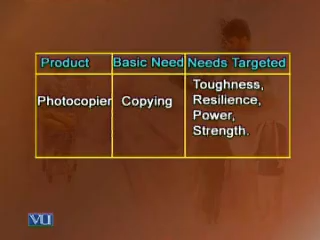 Product Basic Need Needs Targeted
Photocopier Copying Toughness,
Resilience,
Power,
Strength.
VU